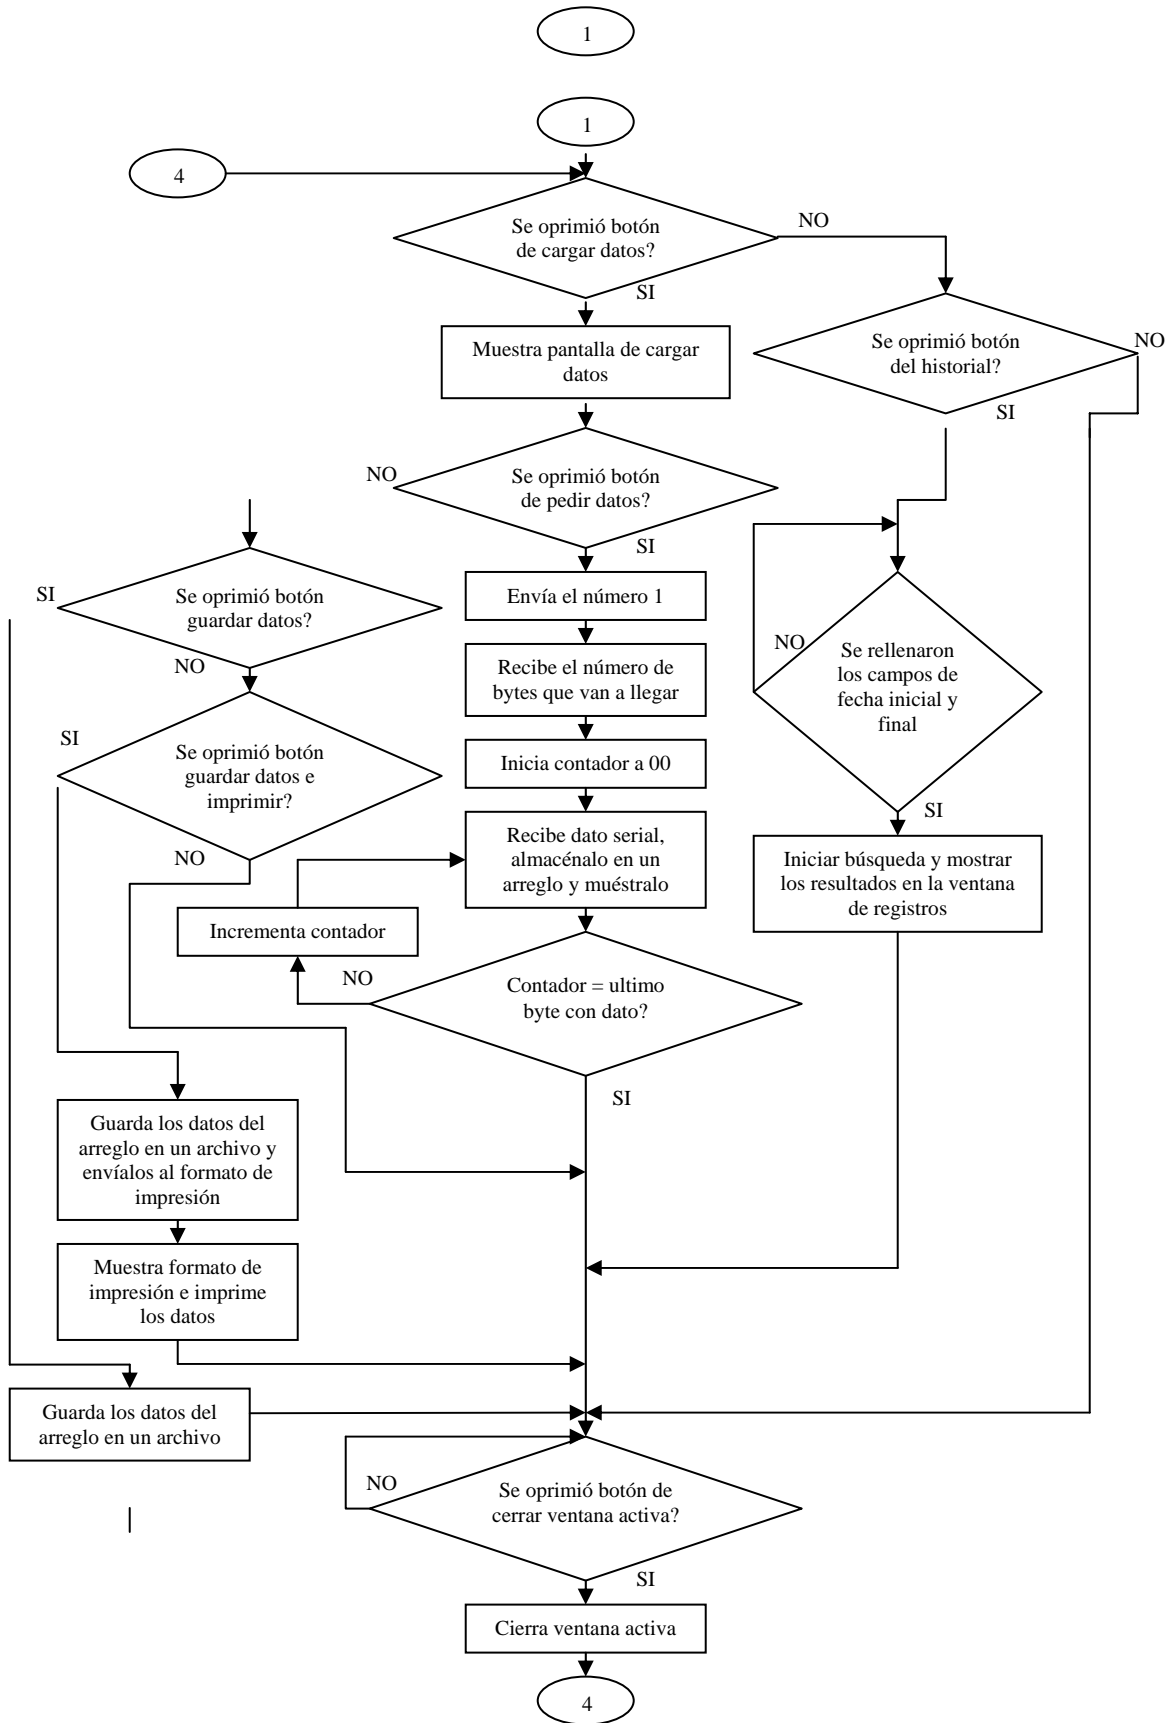 1
1
4
Se oprimió botón
de cargar datos?
NO
SI
Muestra pantalla de cargar
datos
Se oprimió botón
del historial?
NO
SI
NO
Se oprimió botón
de pedir datos?
SI
Envía el número 1
SI
Se oprimió botón
guardar datos?
NO
Recibe el número de
bytes que van a llegar
NO
Se rellenaron
los campos de
fecha inicial y
final
SI
SI
Se oprimió botón
guardar datos e
imprimir?
NO
Inicia contador a 00
Recibe dato serial,
almacénalo en un
arreglo y muéstralo
Iniciar búsqueda y mostrar
los resultados en la ventana
de registros
Incrementa contador
NO
Contador = ultimo
byte con dato?
SI
Guarda los datos del
arreglo en un archivo y
envíalos al formato de
impresión
Muestra formato de
impresión e imprime
los datos
Guarda los datos del
arreglo en un archivo
NO
Se oprimió botón de
cerrar ventana activa?
SI
Cierra ventana activa
4